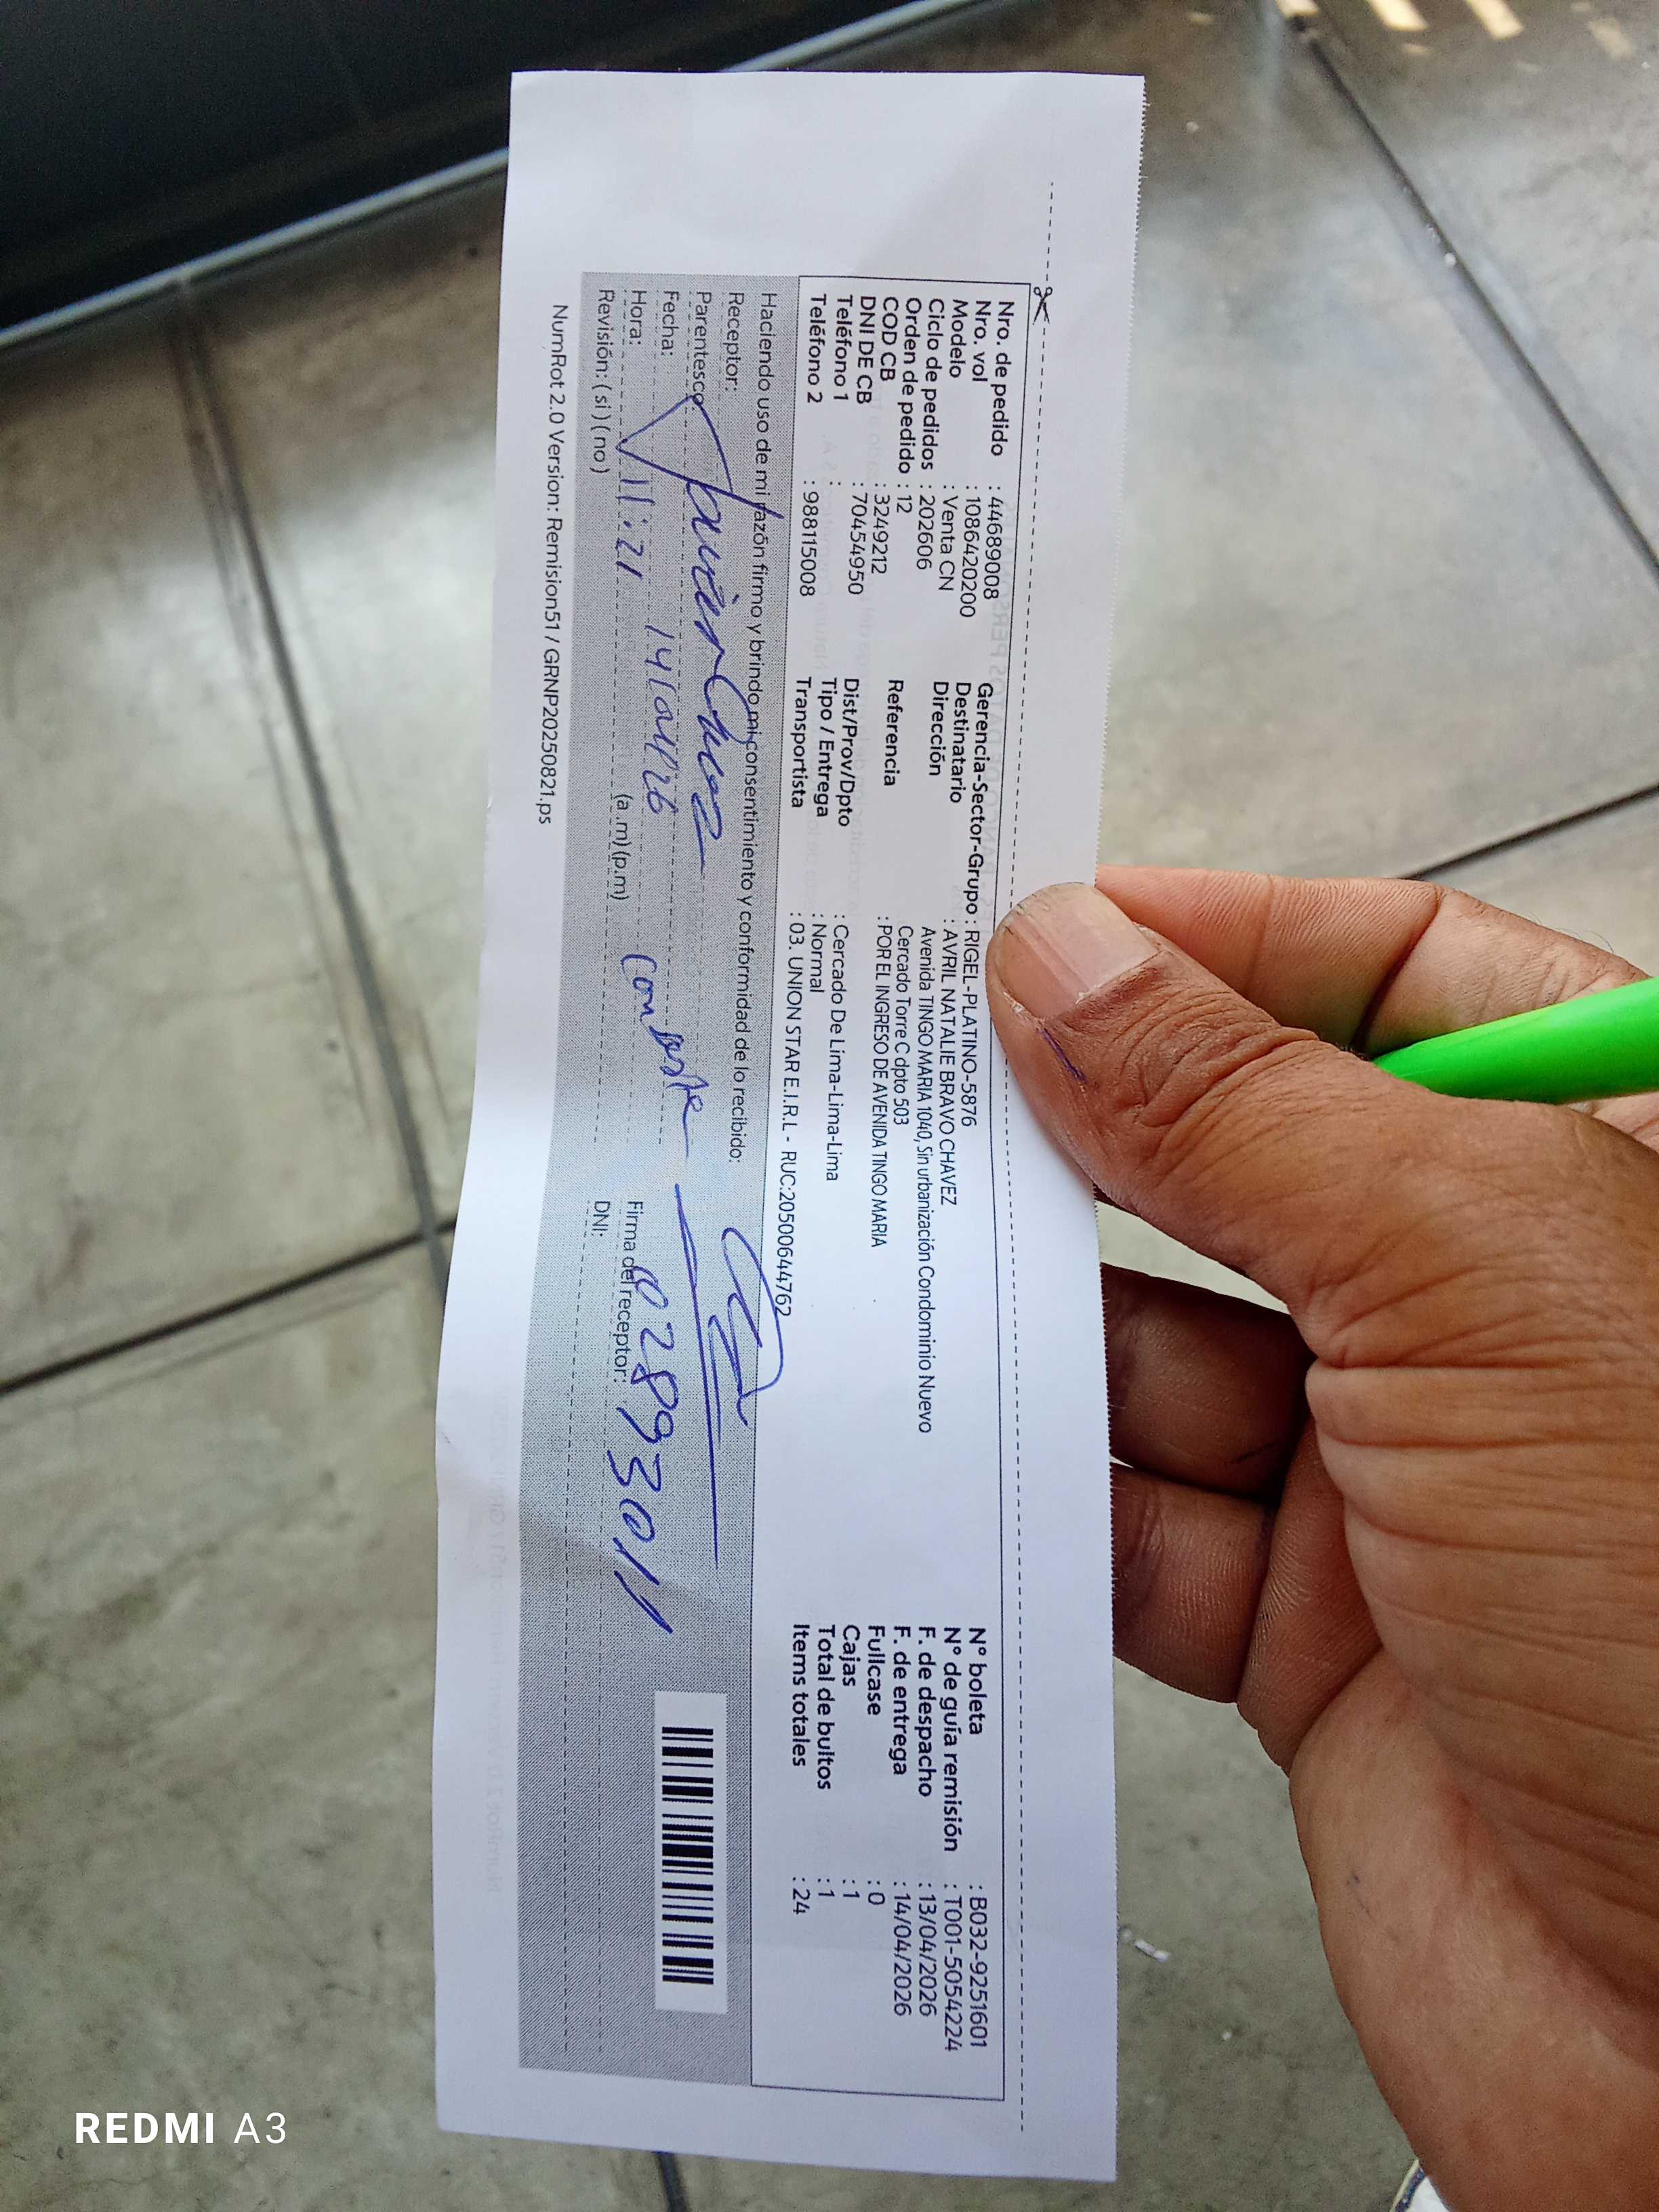 Nro. de pedido : 446899008
Nro. vol : 1086420200
Modelo : Venta CN
Ciclo de pedidos : 202606
Orden de pedido : 12
COD CB : 3249212
DNI DE CB : 70454950
Teléfono 1 :
Teléfono 2 : 988115008
Gerencia-Sector-Grupo : RIGEL-PLATINO-5876
Destinatario : AVRIL NATALIE BRAVO CHAVEZ
Dirección Avenida TINGO MARIA 1040, Sin urbanización Condominio Nuevo
Cercado Torre C dpto 503
Referencia : POR EL INGRESO DE AVENIDA TINGO MARIA
Dist/Prov/Dpto : Cercado De Lima-Lima-Lima
Tipo / Entrega : Normal
Transportista : 03. UNION STAR E.I.R.L - RUC:20500644762
N° boleta : B032-9251601
N° de guía remisión : T001-5054224
F. de despacho : 13/04/2026
F. de entrega : 14/04/2026
Fullcase : 0
Cajas : 1
Total de bultos : 1
Items totales : 24
Haciendo uso de mi razón firmo y brindo mi consentimiento y conformidad de lo recibido:
Receptor:
Parentesco:
Fecha: 14/04/26
Hora: 11:21 (a.m) (p.m)
Revisión: ( si ) ( no )
Firma del receptor:
DNI: 02893011
NumRot 2.0 Version: Remision51 / GRNP20250821.ps
REDMI A3